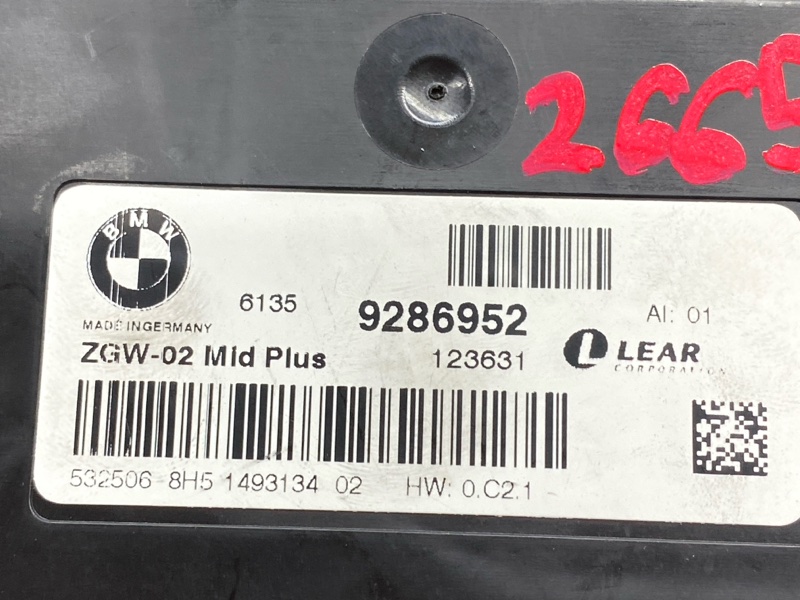 2665
BMW
6135 9286952 AI: 01
MADE IN GERMANY
ZGW-02 Mid Plus 123631 LEAR
CORPORATION
532506 8H5 1493134 02 HW: 0.C2.1